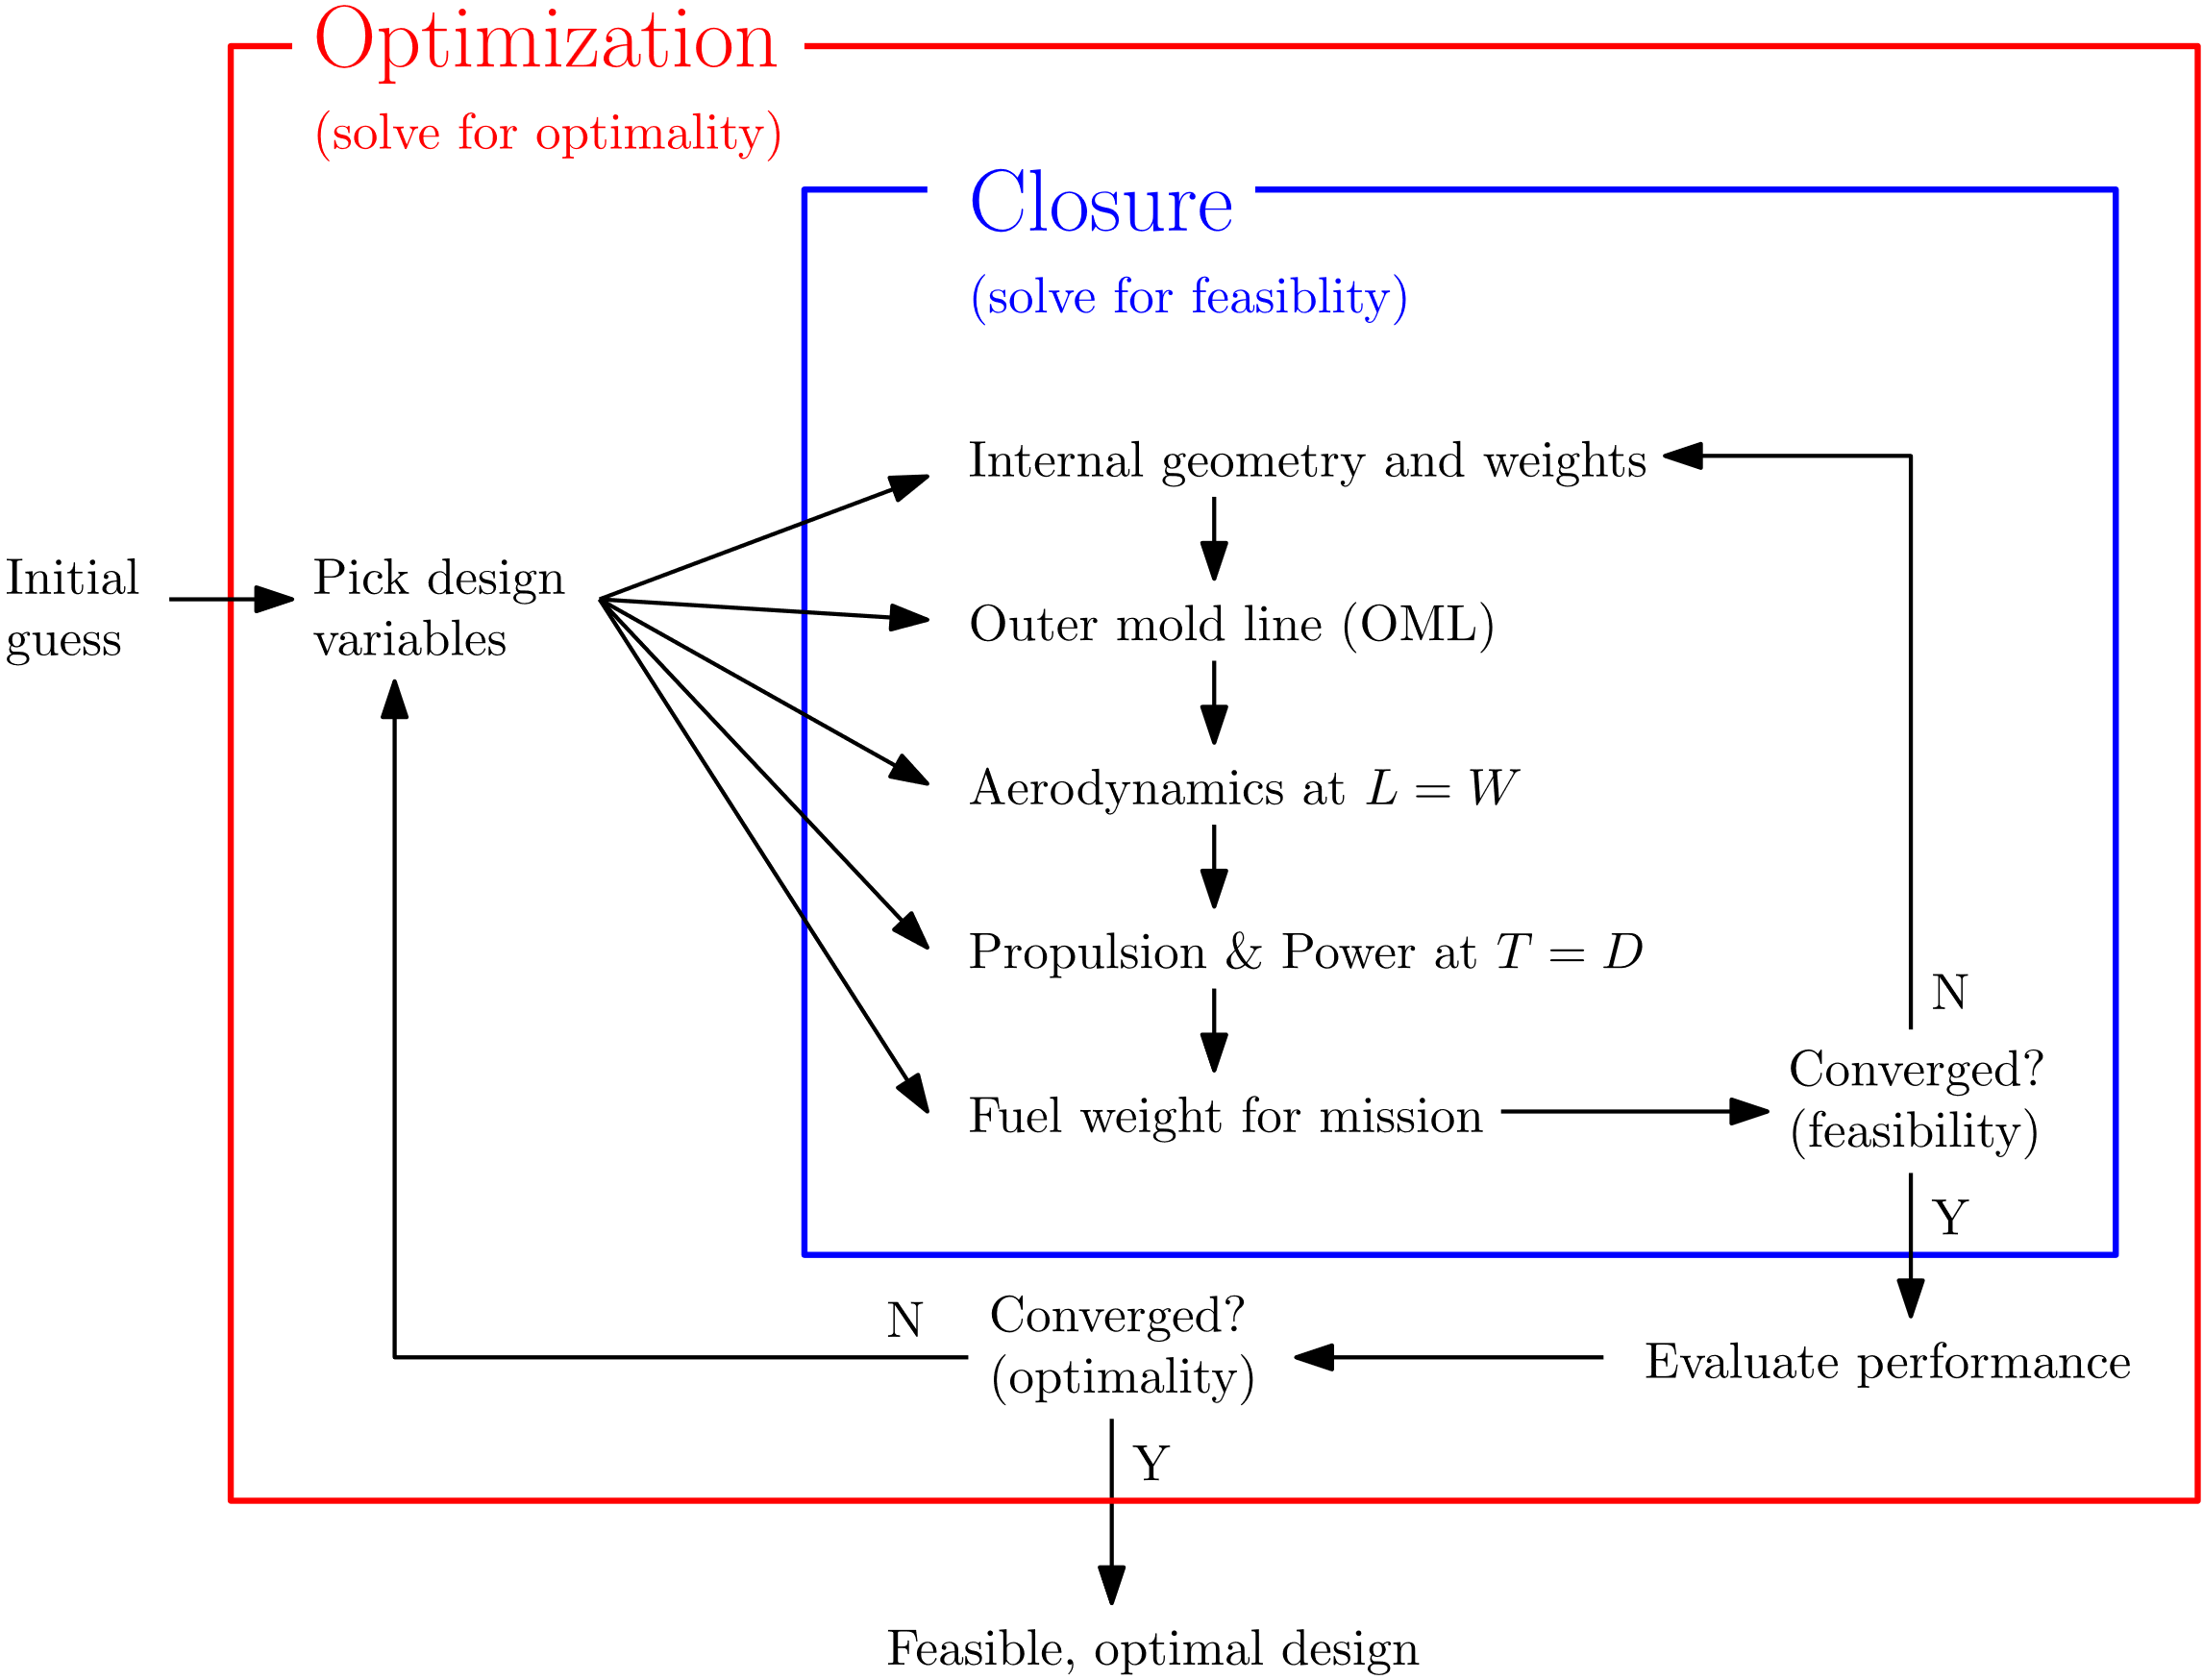 Optimization
(solve for optimality)
Closure
(solve for feasiblity)
Initial
guess
Pick design
variables
Internal geometry and weights
Outer mold line (OML)
Aerodynamics at L = W
Propulsion & Power at T = D
Fuel weight for mission
N
Converged?
(feasibility)
Y
Evaluate performance
N
Converged?
(optimality)
Y
Feasible, optimal design